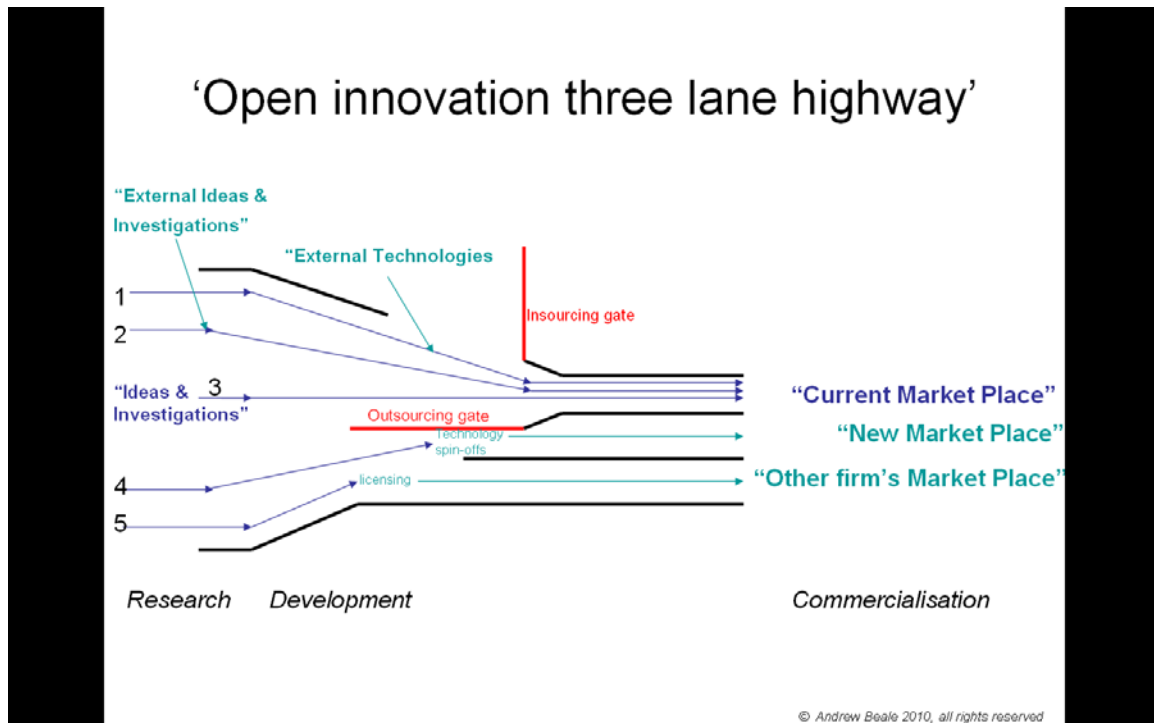 ‘Open innovation three lane highway’
“External Ideas &
Investigations”
“External Technologies
1
Insourcing gate
2
“Ideas &
Investigations”
3
“Current Market Place”
Outsourcing gate
Technology
spin-offs
“New Market Place”
4
licensing
“Other firm’s Market Place”
5
Research
Development
Commercialisation
© Andrew Beale 2010, all rights reserved